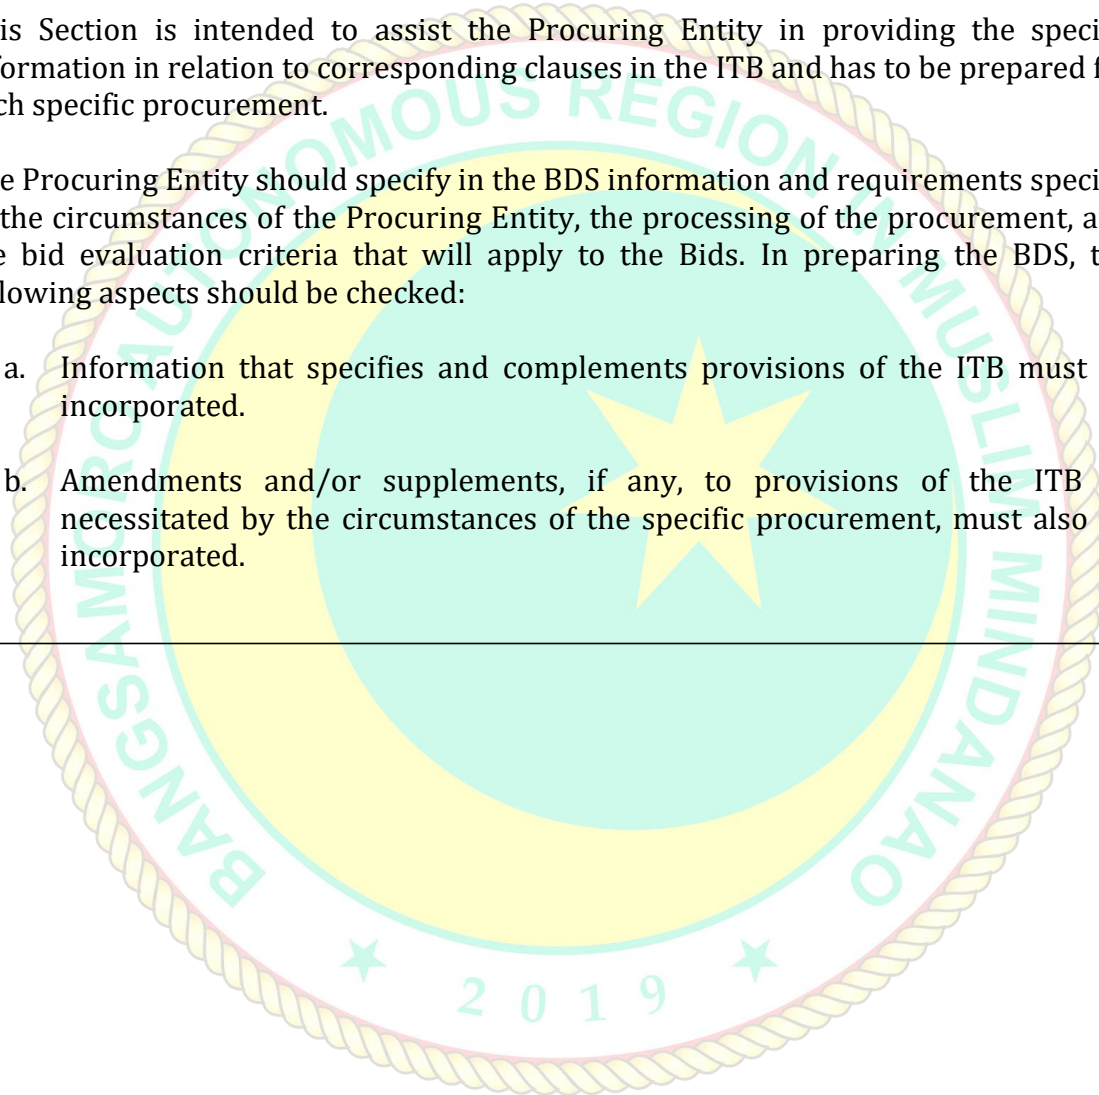 is Section is intended to assist the Procuring Entity in providing the speci
formation in relation to corresponding clauses in the ITB and has to be prepared f
ch specific procurement.
e Procuring Entity should specify in the BDS information and requirements speci
the circumstances of the Procuring Entity, the processing of the procurement, a
e bid evaluation criteria that will apply to the Bids. In preparing the BDS, t
lowing aspects should be checked:
a. Information that specifies and complements provisions of the ITB must
incorporated.
b. Amendments and/or supplements, if any, to provisions of the ITB
necessitated by the circumstances of the specific procurement, must also
incorporated.
BANGSAMORO AUTONOMOUS REGION IN MUSLIM MINDANAO
2019